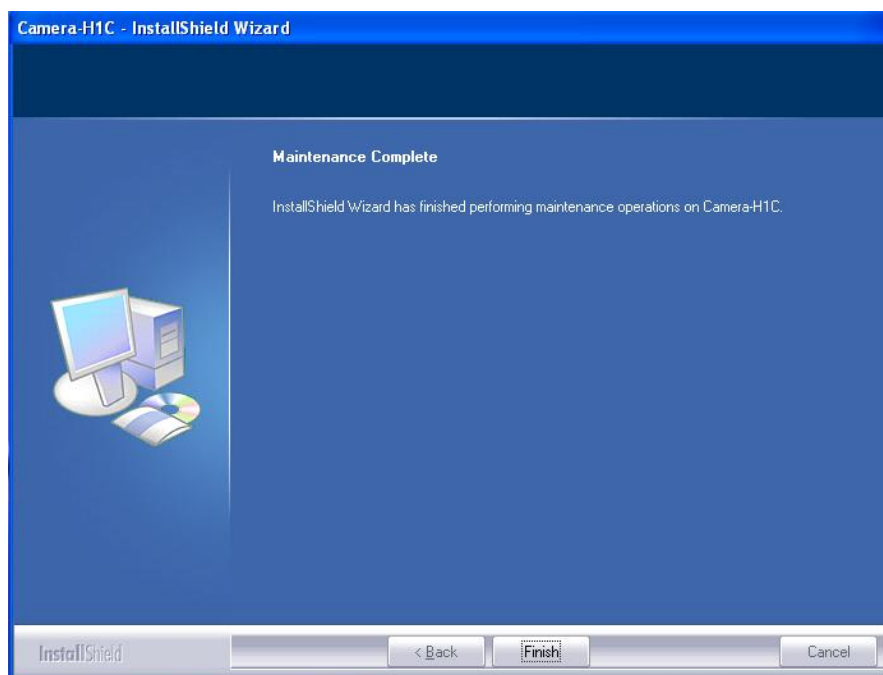 Camera-H1C - InstallShield Wizard
Maintenance Complete
InstallShield Wizard has finished performing maintenance operations on Camera-H1C.
InstallShield
< Back
Finish
Cancel